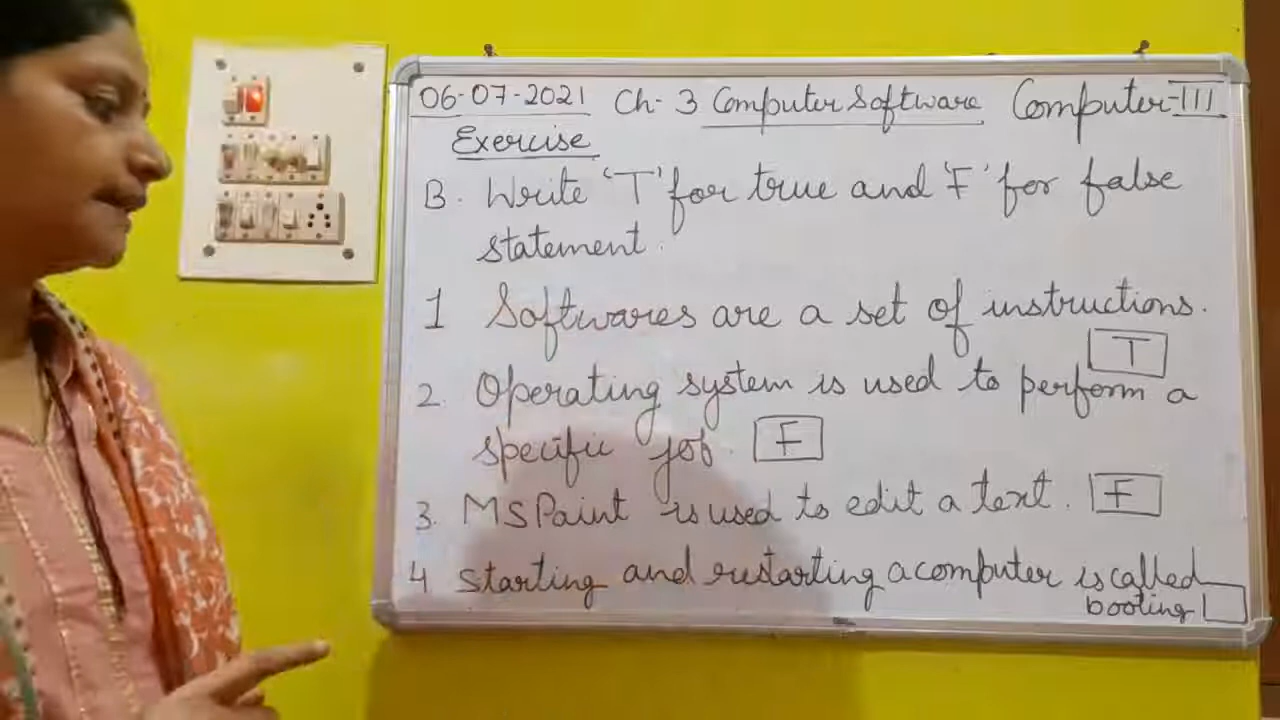 06-07-2021 Ch-3 Computer Software Computer-III
Exercise
B. Write 'T' for true and 'F' for false
statement.
1 Softwares are a set of instructions.
T
2. Operating system is used to perform a
specific job. F
3. MS Paint is used to edit a text. F
4 Starting and restarting a computer is called
booting